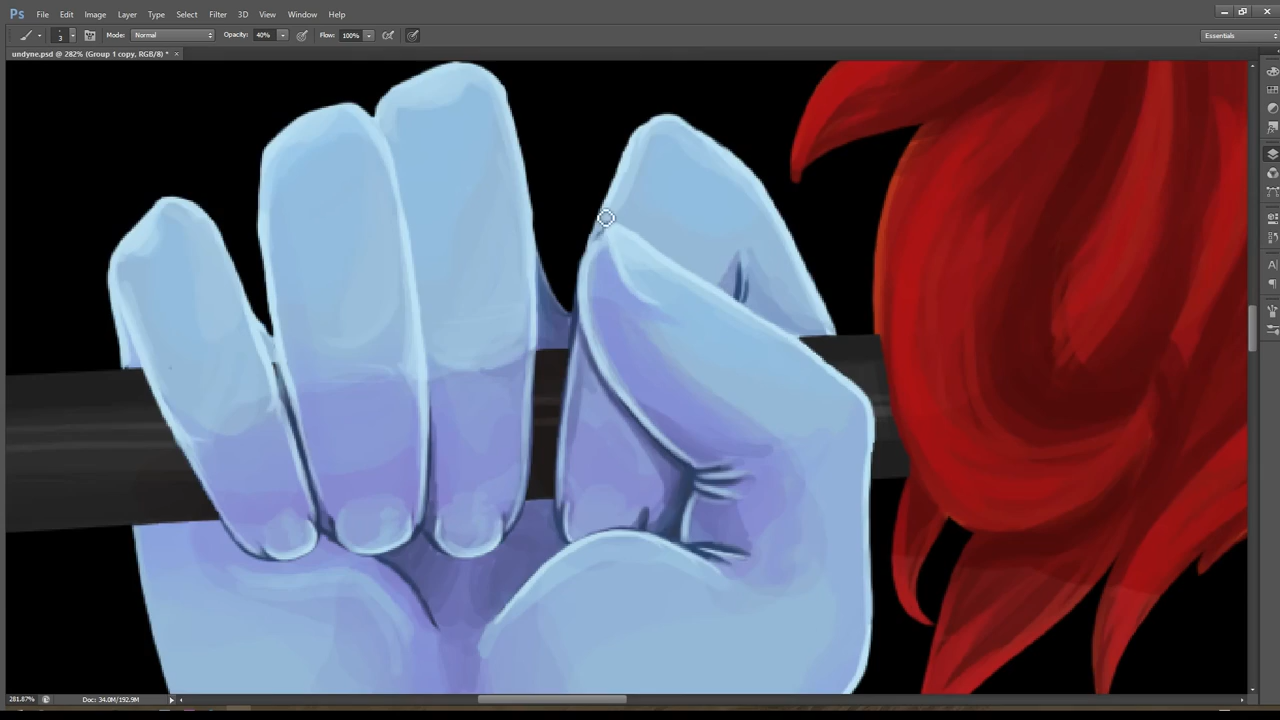 Ps File Edit Image Layer Type Select Filter 3D View Window Help
3 Mode: Normal Opacity: 40% Flow: 100% Essentials
undyne.psd @ 282% (Group 1 copy, RGB/8) * ×
281.87% Doc: 34.0M/192.9M